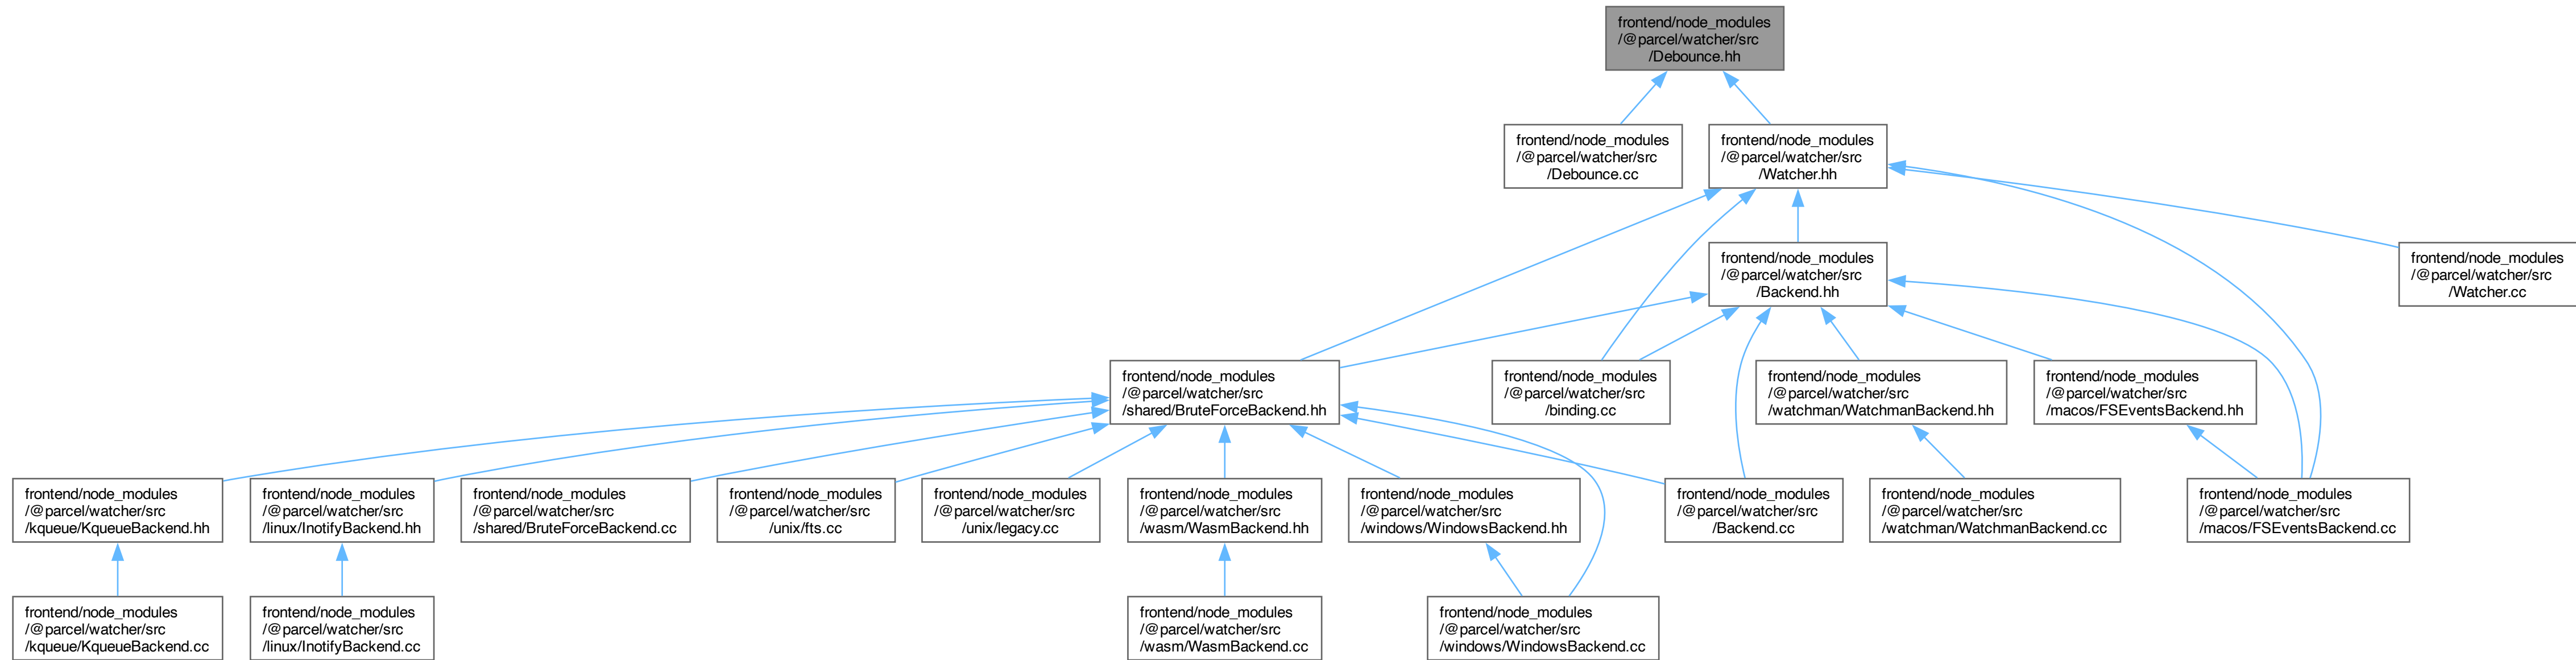 frontend/node_modules
/@parcel/watcher/src
/Debounce.hh
frontend/node_modules
/@parcel/watcher/src
/Debounce.cc
frontend/node_modules
/@parcel/watcher/src
/Watcher.hh
frontend/node_modules
/@parcel/watcher/src
/Backend.hh
frontend/node_modules
/@parcel/watcher/src
/Watcher.cc
frontend/node_modules
/@parcel/watcher/src
/shared/BruteForceBackend.hh
frontend/node_modules
/@parcel/watcher/src
/binding.cc
frontend/node_modules
/@parcel/watcher/src
/watchman/WatchmanBackend.hh
frontend/node_modules
/@parcel/watcher/src
/macos/FSEventsBackend.hh
frontend/node_modules
/@parcel/watcher/src
/kqueue/KqueueBackend.hh
frontend/node_modules
/@parcel/watcher/src
/linux/InotifyBackend.hh
frontend/node_modules
/@parcel/watcher/src
/shared/BruteForceBackend.cc
frontend/node_modules
/@parcel/watcher/src
/unix/fts.cc
frontend/node_modules
/@parcel/watcher/src
/unix/legacy.cc
frontend/node_modules
/@parcel/watcher/src
/wasm/WasmBackend.hh
frontend/node_modules
/@parcel/watcher/src
/windows/WindowsBackend.hh
frontend/node_modules
/@parcel/watcher/src
/Backend.cc
frontend/node_modules
/@parcel/watcher/src
/watchman/WatchmanBackend.cc
frontend/node_modules
/@parcel/watcher/src
/macos/FSEventsBackend.cc
frontend/node_modules
/@parcel/watcher/src
/kqueue/KqueueBackend.cc
frontend/node_modules
/@parcel/watcher/src
/linux/InotifyBackend.cc
frontend/node_modules
/@parcel/watcher/src
/wasm/WasmBackend.cc
frontend/node_modules
/@parcel/watcher/src
/windows/WindowsBackend.cc